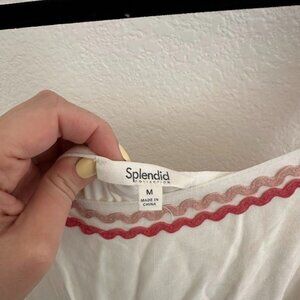 Splendid
COLLECTION
M
MADE IN
CHINA